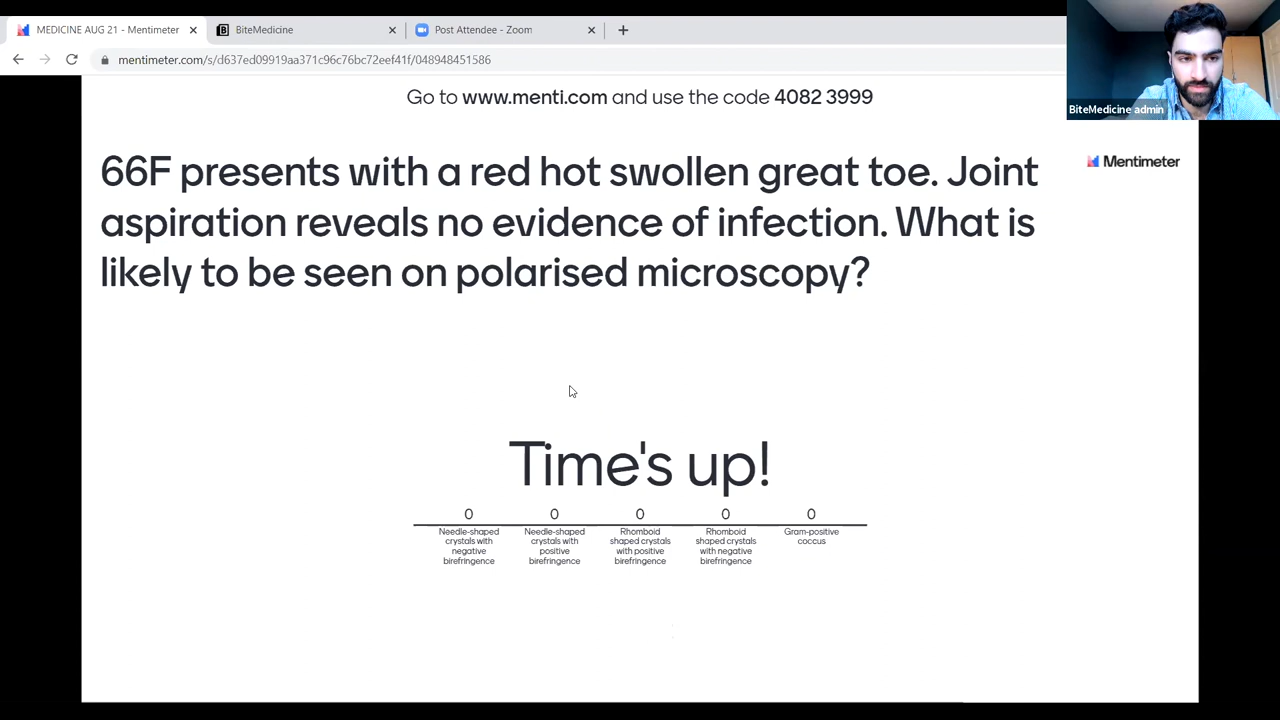 MEDICINE AUG 21 - Mentimeter
BiteMedicine
Post Attendee - Zoom
mentimeter.com/s/d637ed09919aa371c96c76bc72eef41f/048948451586
BiteMedicine admin
Go to www.menti.com and use the code 4082 3999
Mentimeter
66F presents with a red hot swollen great toe. Joint
aspiration reveals no evidence of infection. What is
likely to be seen on polarised microscopy?
Time's up!
0 0 0 0 0
Needle-shaped
crystals with
negative
birefringence
Needle-shaped
crystals with
positive
birefringence
Rhomboid
shaped crystals
with positive
birefringence
Rhomboid
shaped crystals
with negative
birefringence
Gram-positive
coccus